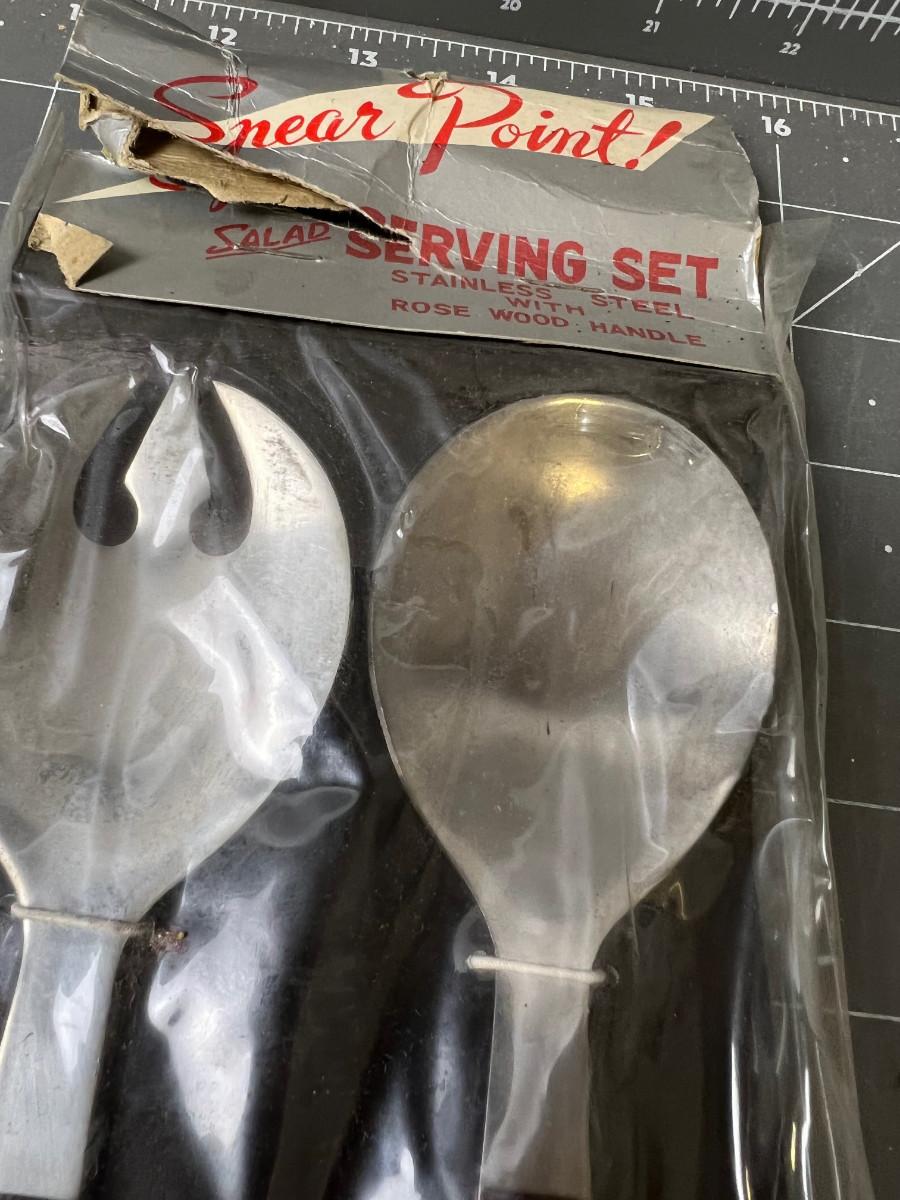 20
21
22
12
13
14
15
16
Spear Point!
SALAD SERVING SET
STAINLESS STEEL
WITH
ROSE WOOD HANDLE